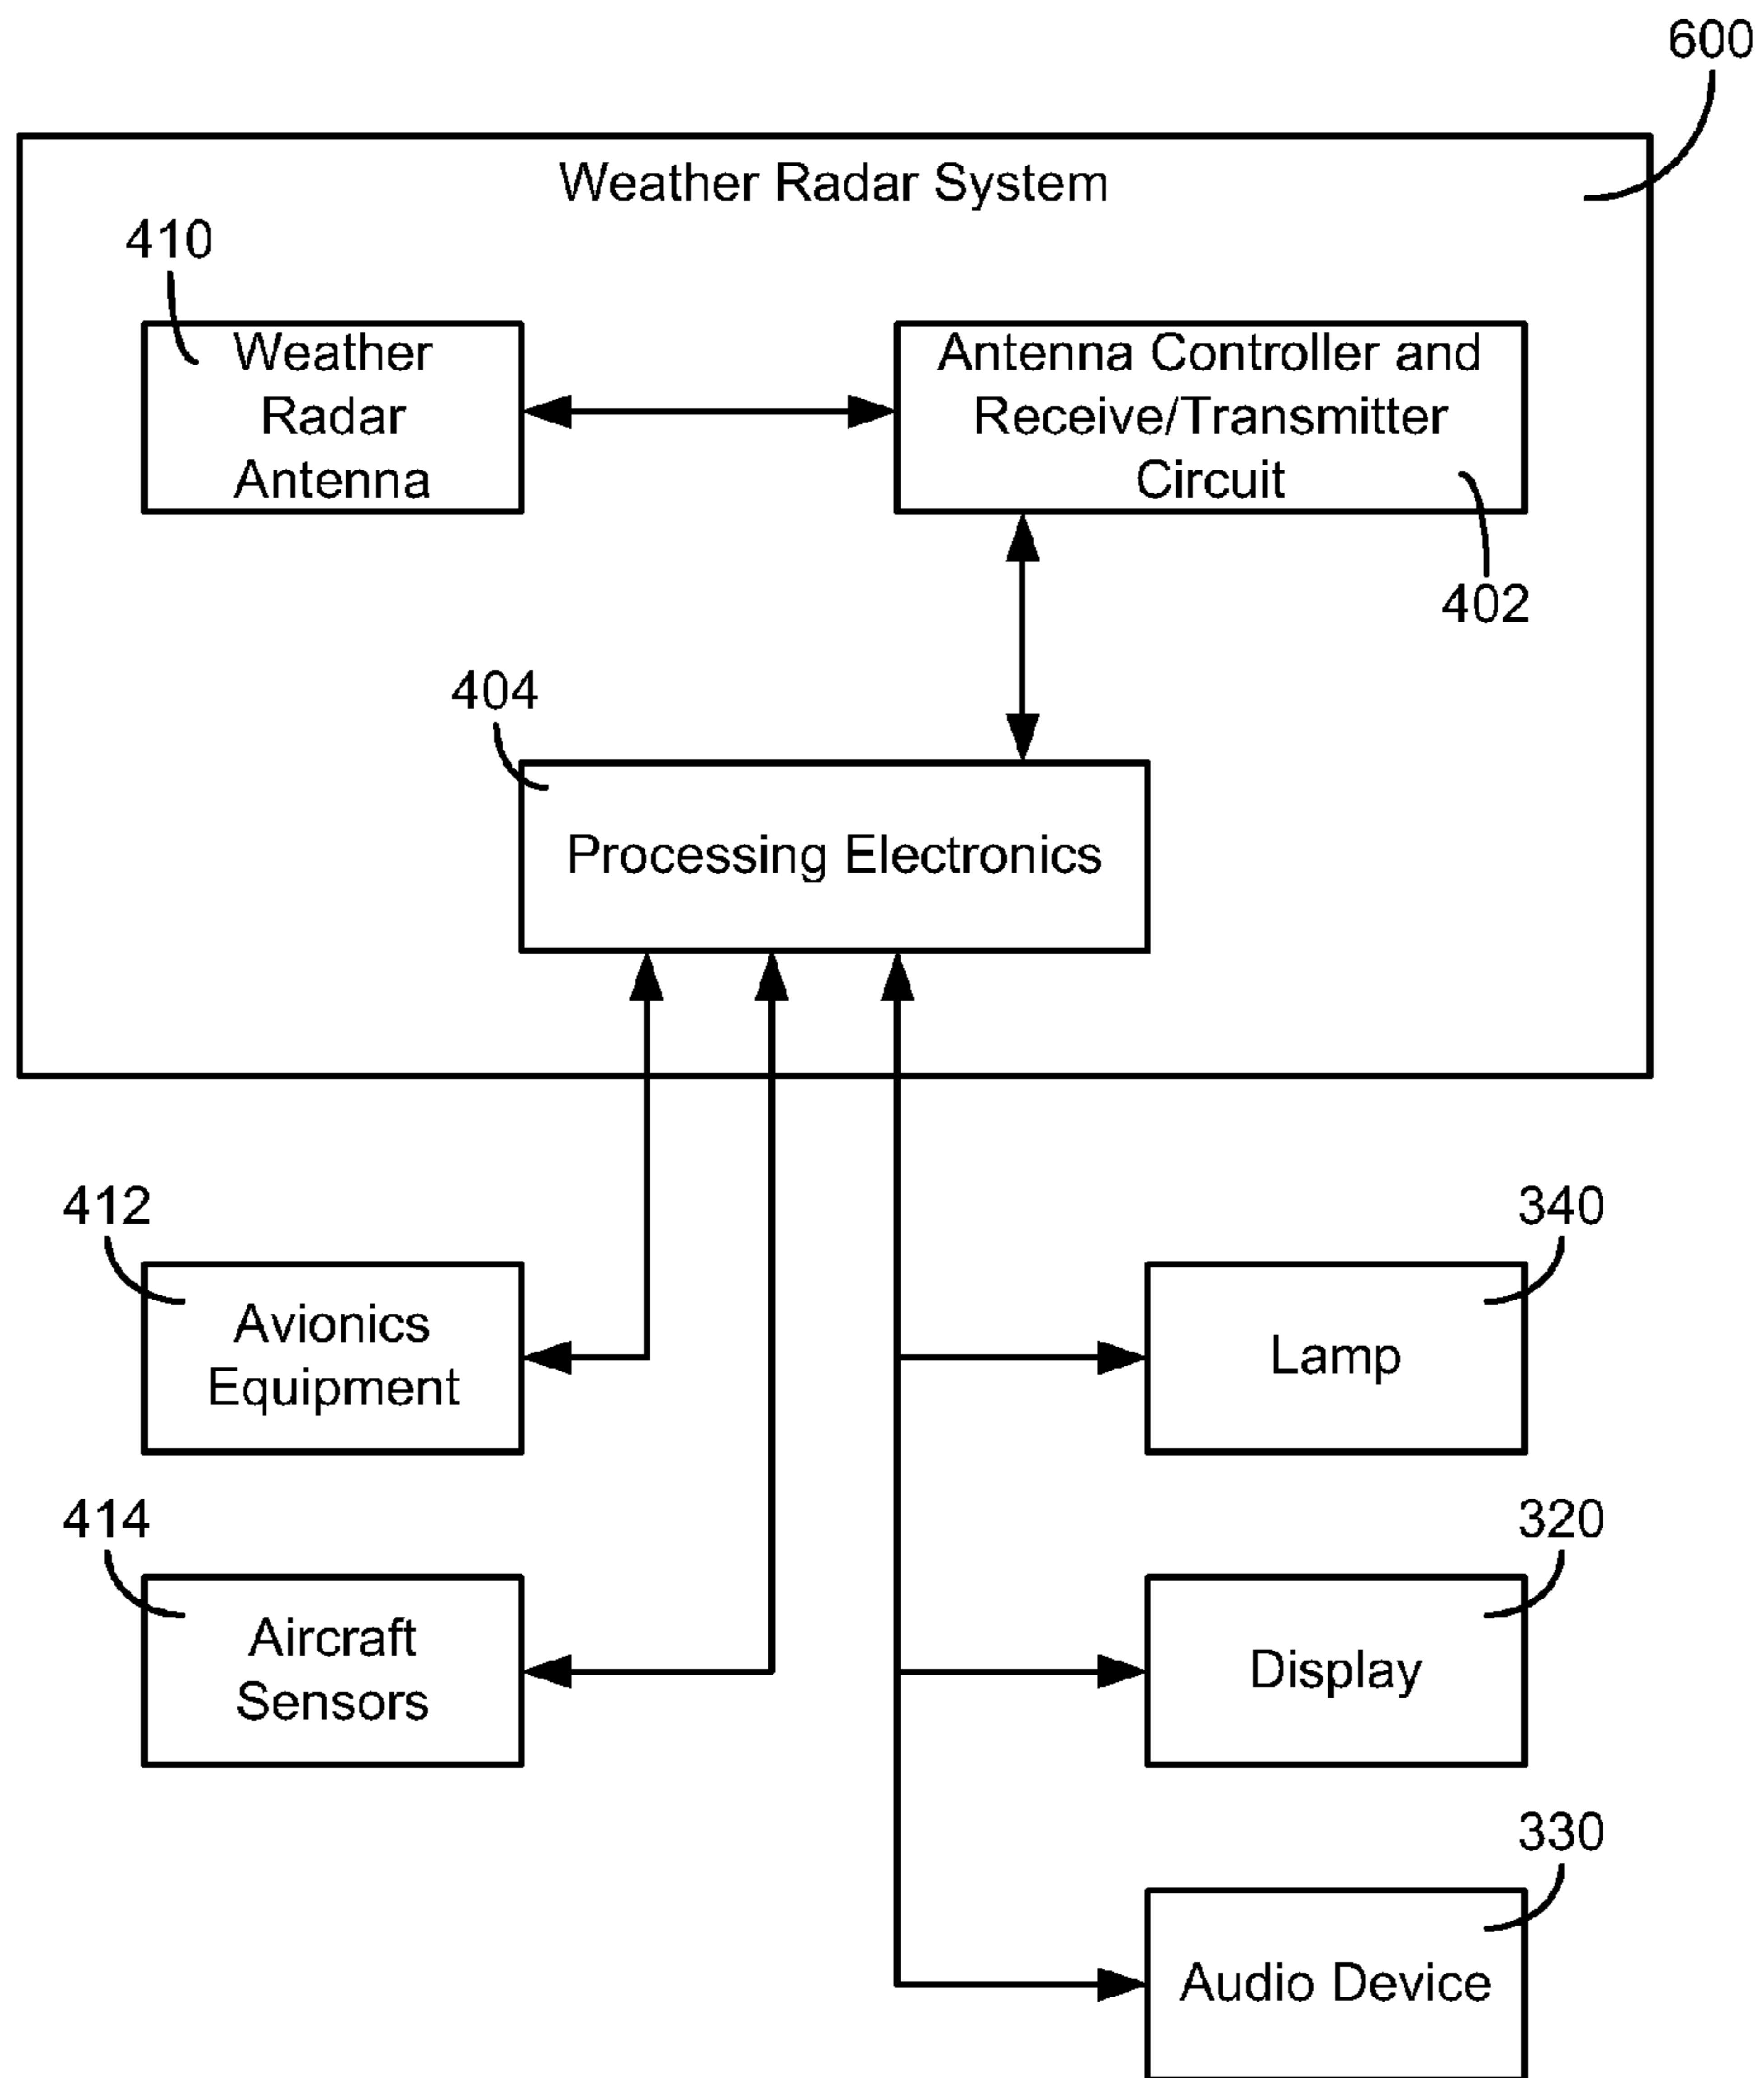 600
Weather Radar System
410
Weather
Radar
Antenna
Antenna Controller and
Receive/Transmitter
Circuit
402
404
Processing Electronics
412
Avionics
Equipment
340
Lamp
414
Aircraft
Sensors
320
Display
330
Audio Device